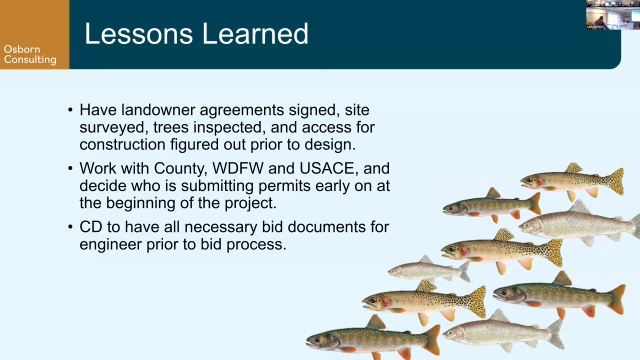 Lessons Learned
Osborn
Consulting
• Have landowner agreements signed, site
surveyed, trees inspected, and access for
construction figured out prior to design.
• Work with County, WDFW and USACE, and
decide who is submitting permits early on at
the beginning of the project.
• CD to have all necessary bid documents for
engineer prior to bid process.